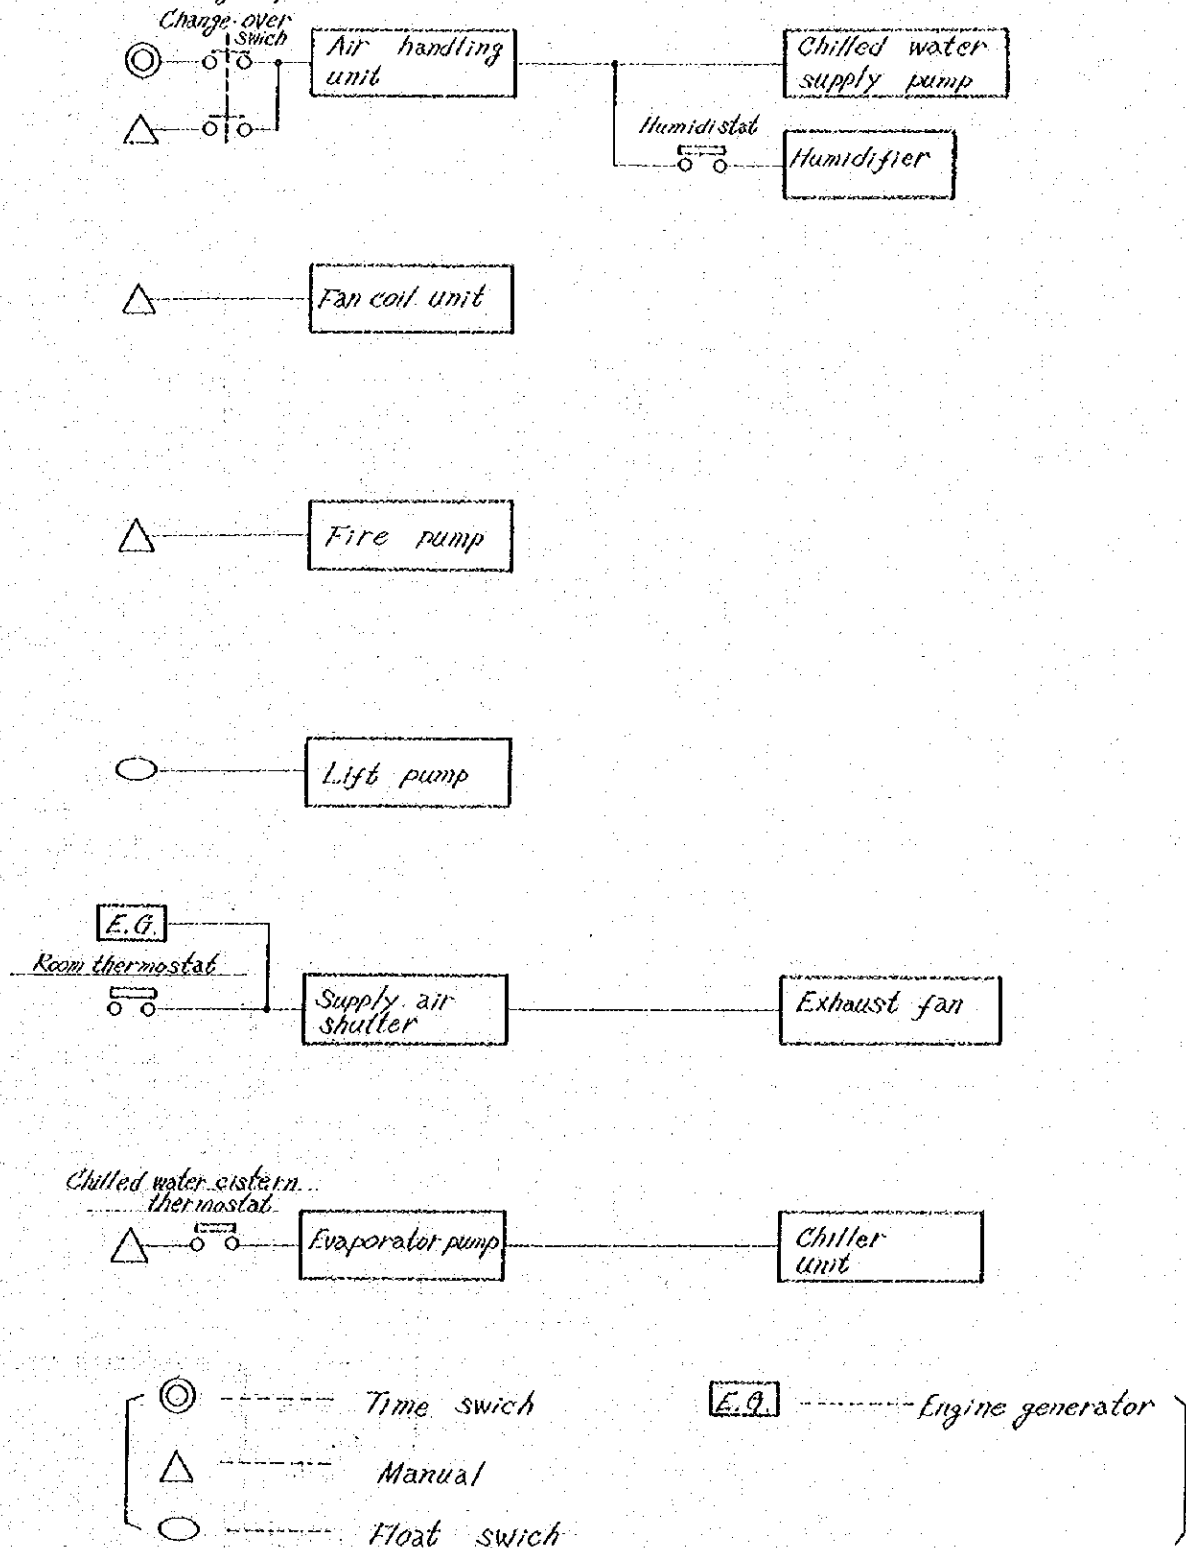 Change-over
swich
Air handling
unit
Chilled water
supply pump
Humidistat
Humidifier
Fan coil unit
Fire pump
Lift pump
E.G.
Room thermostat
Supply air
shutter
Exhaust fan
Chilled water cistern
thermostat
Evaporator pump
Chiller
unit
Time swich
E.G.
Engine generator
Manual
Float swich